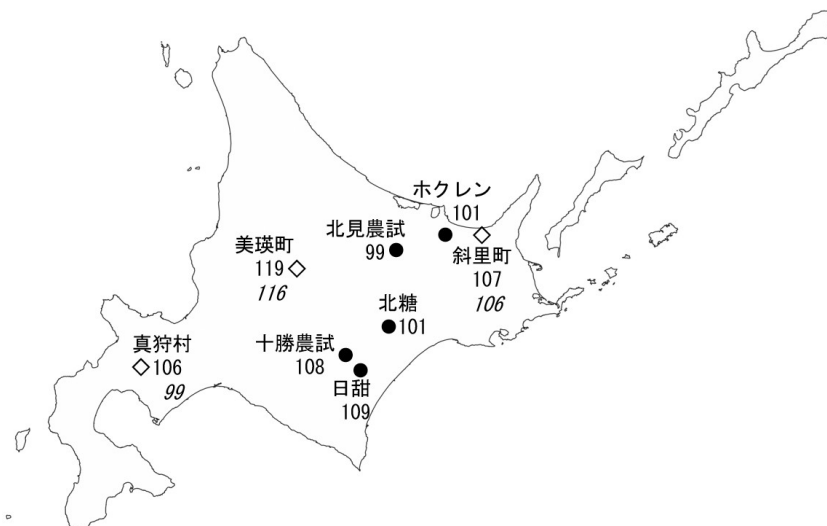 ホクレン
101
北見農試
99
斜里町
107
106
美瑛町
119
116
北糖
101
十勝農試
108
日甜
109
真狩村
106
99